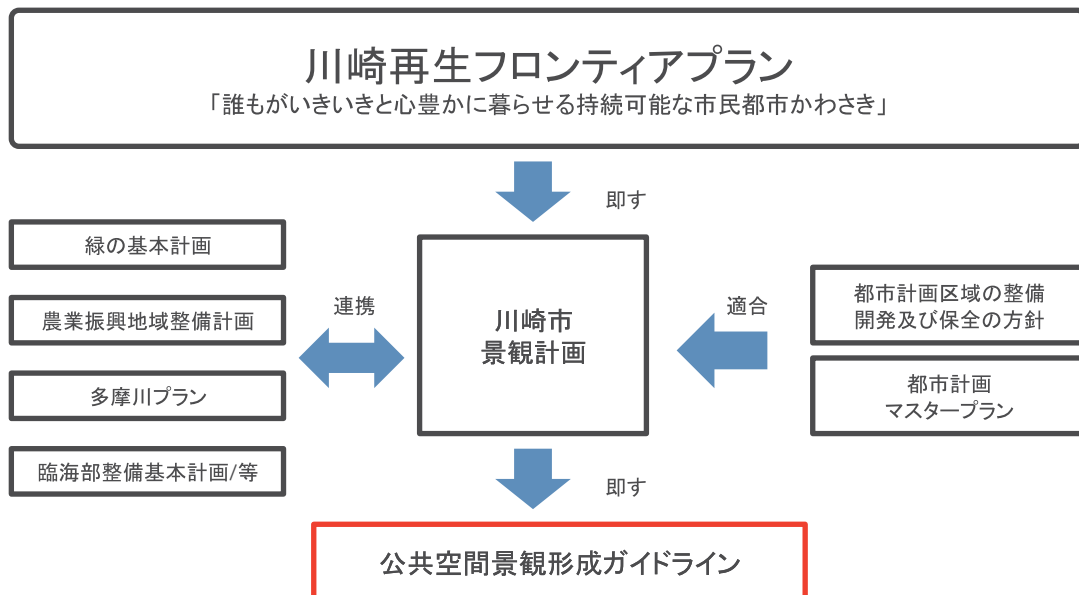 川崎再生フロンティアプラン
「誰もがいきいきと心豊かに暮らせる持続可能な市民都市かわさき」
即す
緑の基本計画
農業振興地域整備計画
多摩川プラン
臨海部整備基本計画/等
連携
川崎市
景観計画
適合
都市計画区域の整備
開発及び保全の方針
都市計画
マスタープラン
即す
公共空間景観形成ガイドライン